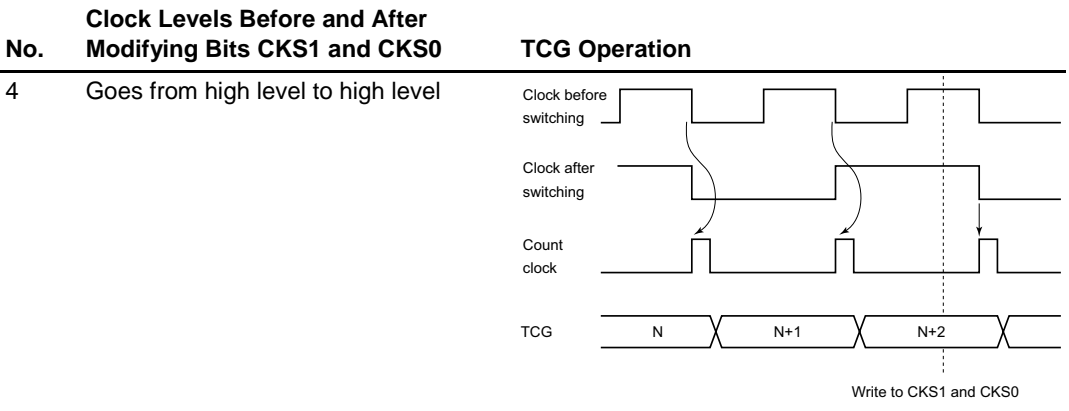 Clock Levels Before and After
No. Modifying Bits CKS1 and CKS0 TCG Operation
4 Goes from high level to high level
Clock before
switching
Clock after
switching
Count
clock
TCG N N+1 N+2
Write to CKS1 and CKS0